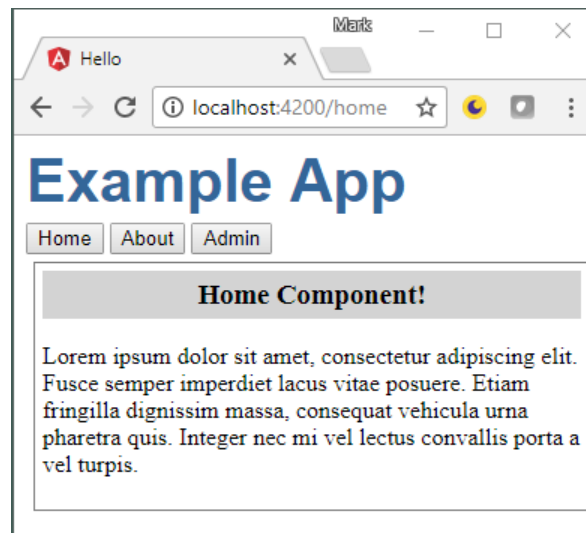 Mark
Hello
localhost:4200/home
Example App
Home About Admin
Home Component!
Lorem ipsum dolor sit amet, consectetur adipiscing elit.
Fusce semper imperdiet lacus vitae posuere. Etiam
fringilla dignissim massa, consequat vehicula urna
pharetra quis. Integer nec mi vel lectus convallis porta a
vel turpis.